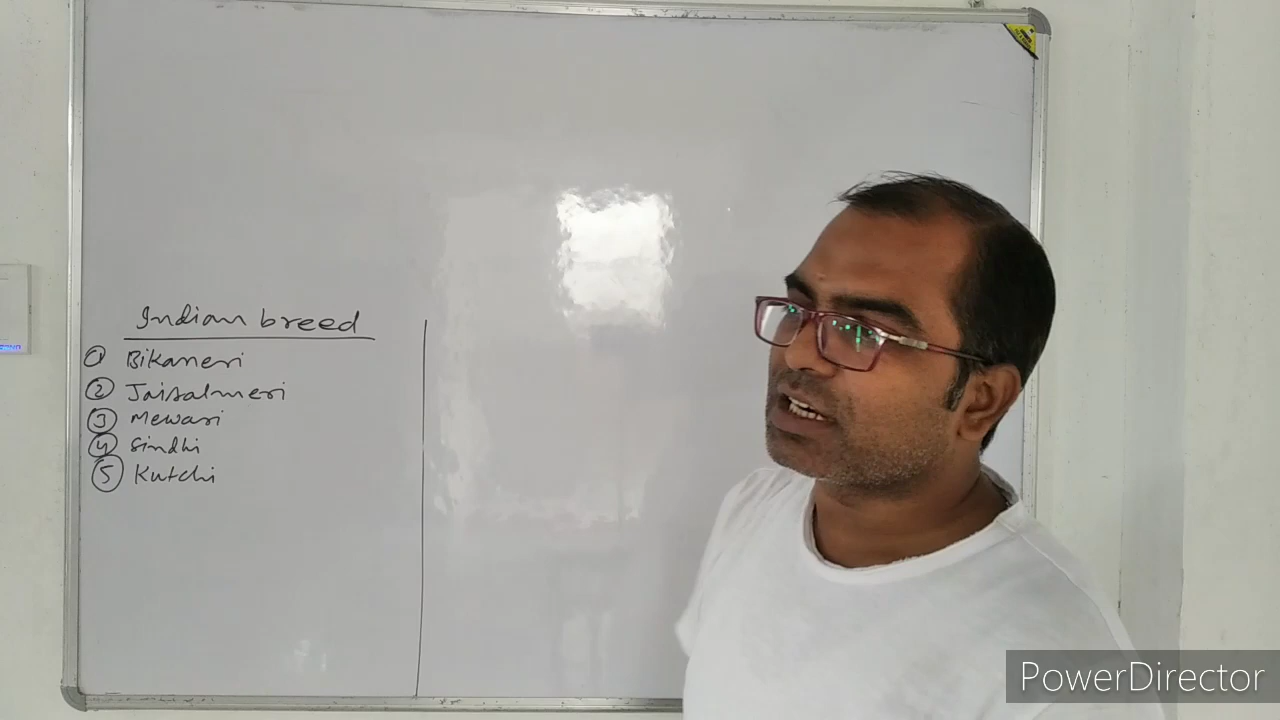 Indian breed
① Bikaneri
② Jaisalmeri
③ Mewari
④ Sindhi
⑤ Kutchi
PowerDirector